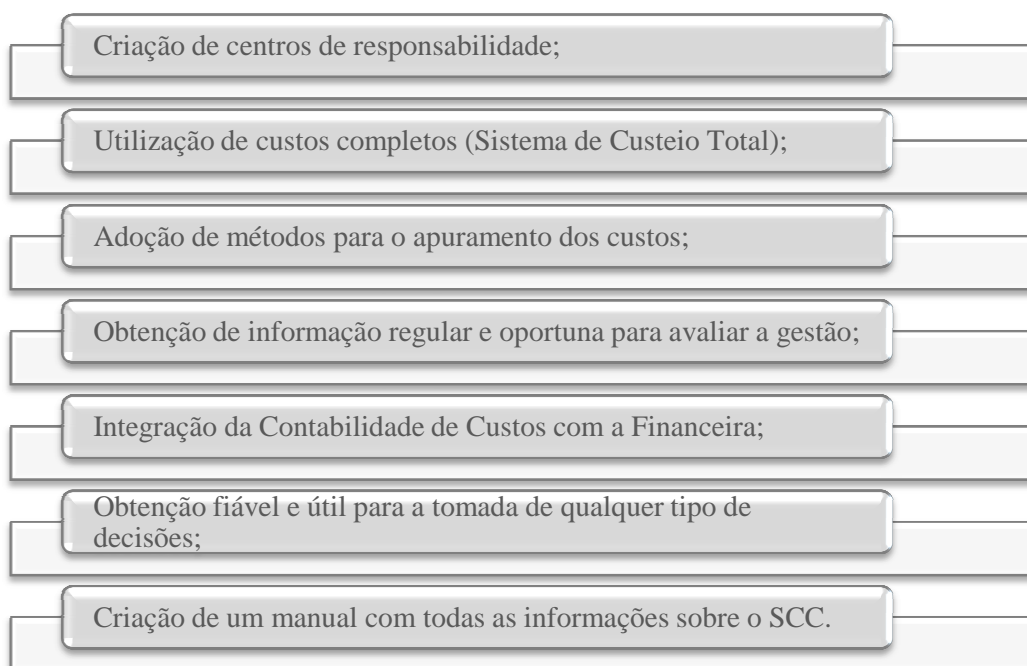 Criação de centros de responsabilidade;
Utilização de custos completos (Sistema de Custeio Total);
Adoção de métodos para o apuramento dos custos;
Obtenção de informação regular e oportuna para avaliar a gestão;
Integração da Contabilidade de Custos com a Financeira;
Obtenção fiável e útil para a tomada de qualquer tipo de
decisões;
Criação de um manual com todas as informações sobre o SCC.